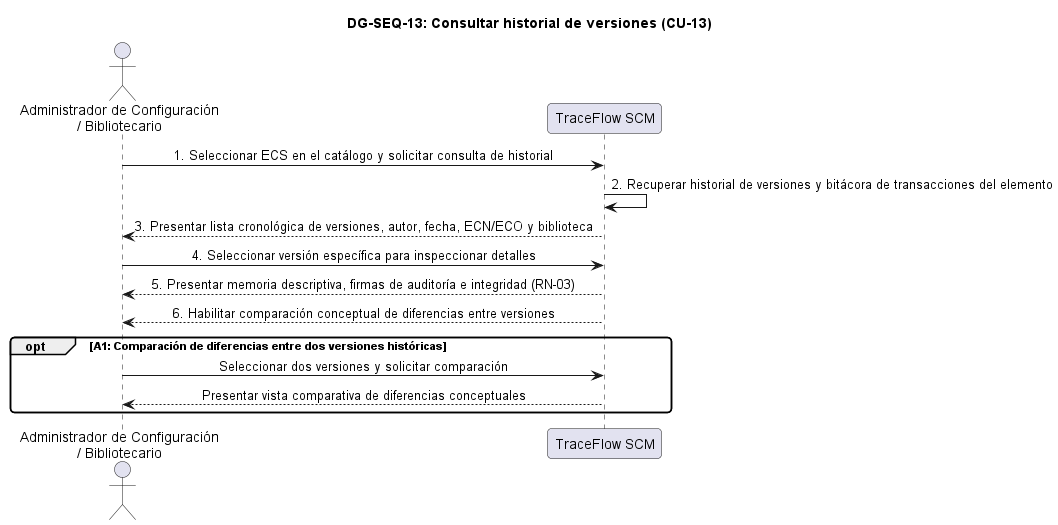 DG-SEQ-13: Consultar historial de versiones (CU-13)
Administrador de Configuración
/ Bibliotecario
TraceFlow SCM
1. Seleccionar ECS en el catálogo y solicitar consulta de historial
2. Recuperar historial de versiones y bitácora de transacciones del elemento
3. Presentar lista cronológica de versiones, autor, fecha, ECN/ECO y biblioteca
4. Seleccionar versión específica para inspeccionar detalles
5. Presentar memoria descriptiva, firmas de auditoría e integridad (RN-03)
6. Habilitar comparación conceptual de diferencias entre versiones
opt [A1: Comparación de diferencias entre dos versiones históricas]
Seleccionar dos versiones y solicitar comparación
Presentar vista comparativa de diferencias conceptuales
Administrador de Configuración
/ Bibliotecario
TraceFlow SCM